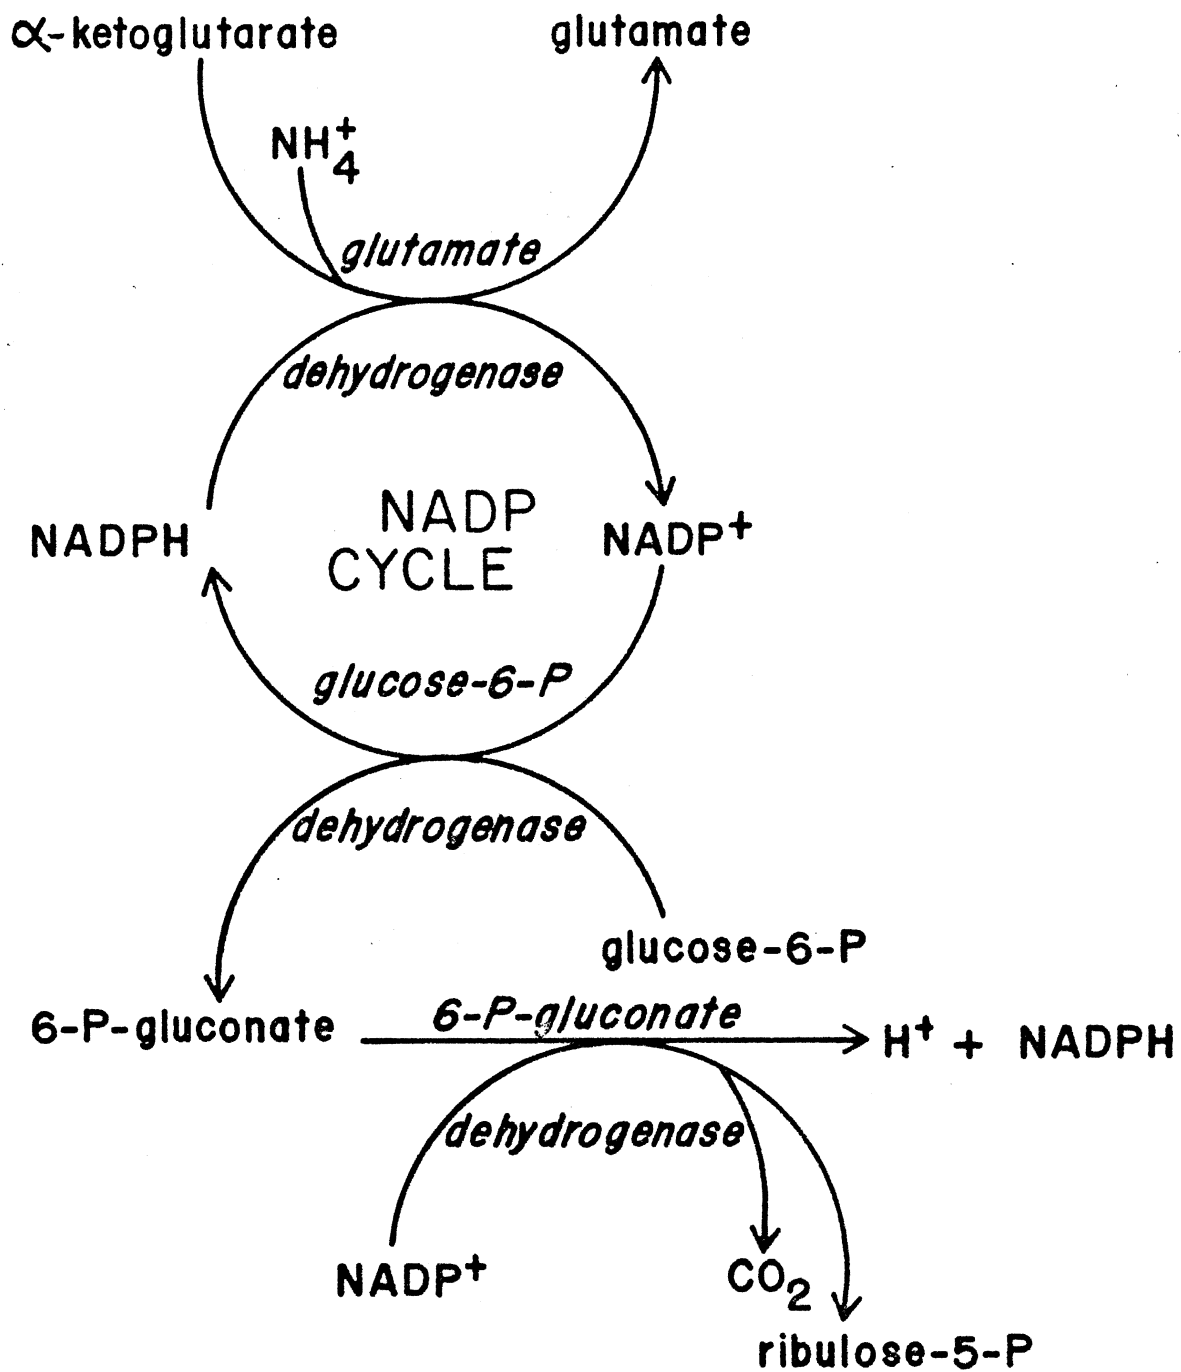 α-ketoglutarate
glutamate
NH₄⁺
glutamate
dehydrogenase
NADPH
NADP
CYCLE
NADP⁺
glucose-6-P
dehydrogenase
glucose-6-P
6-P-gluconate
6-P-gluconate
H⁺ + NADPH
dehydrogenase
NADP⁺
CO₂
ribulose-5-P